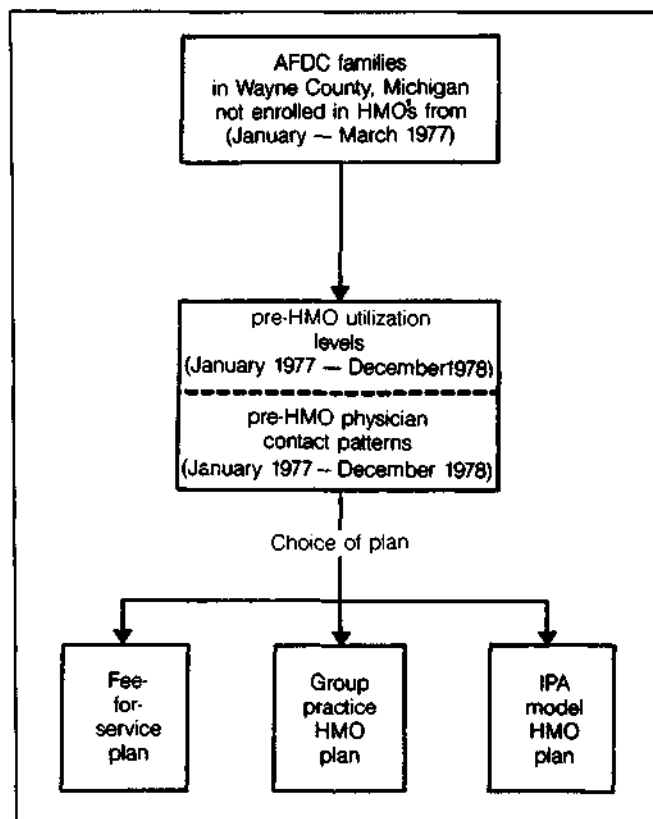 AFDC families
in Wayne County, Michigan
not enrolled in HMO's from
(January — March 1977)
pre-HMO utilization
levels
(January 1977 — December 1978)
pre-HMO physician
contact patterns
(January 1977 — December 1978)
Choice of plan
Fee-
for-
service
plan
Group
practice
HMO
plan
IPA
model
HMO
plan